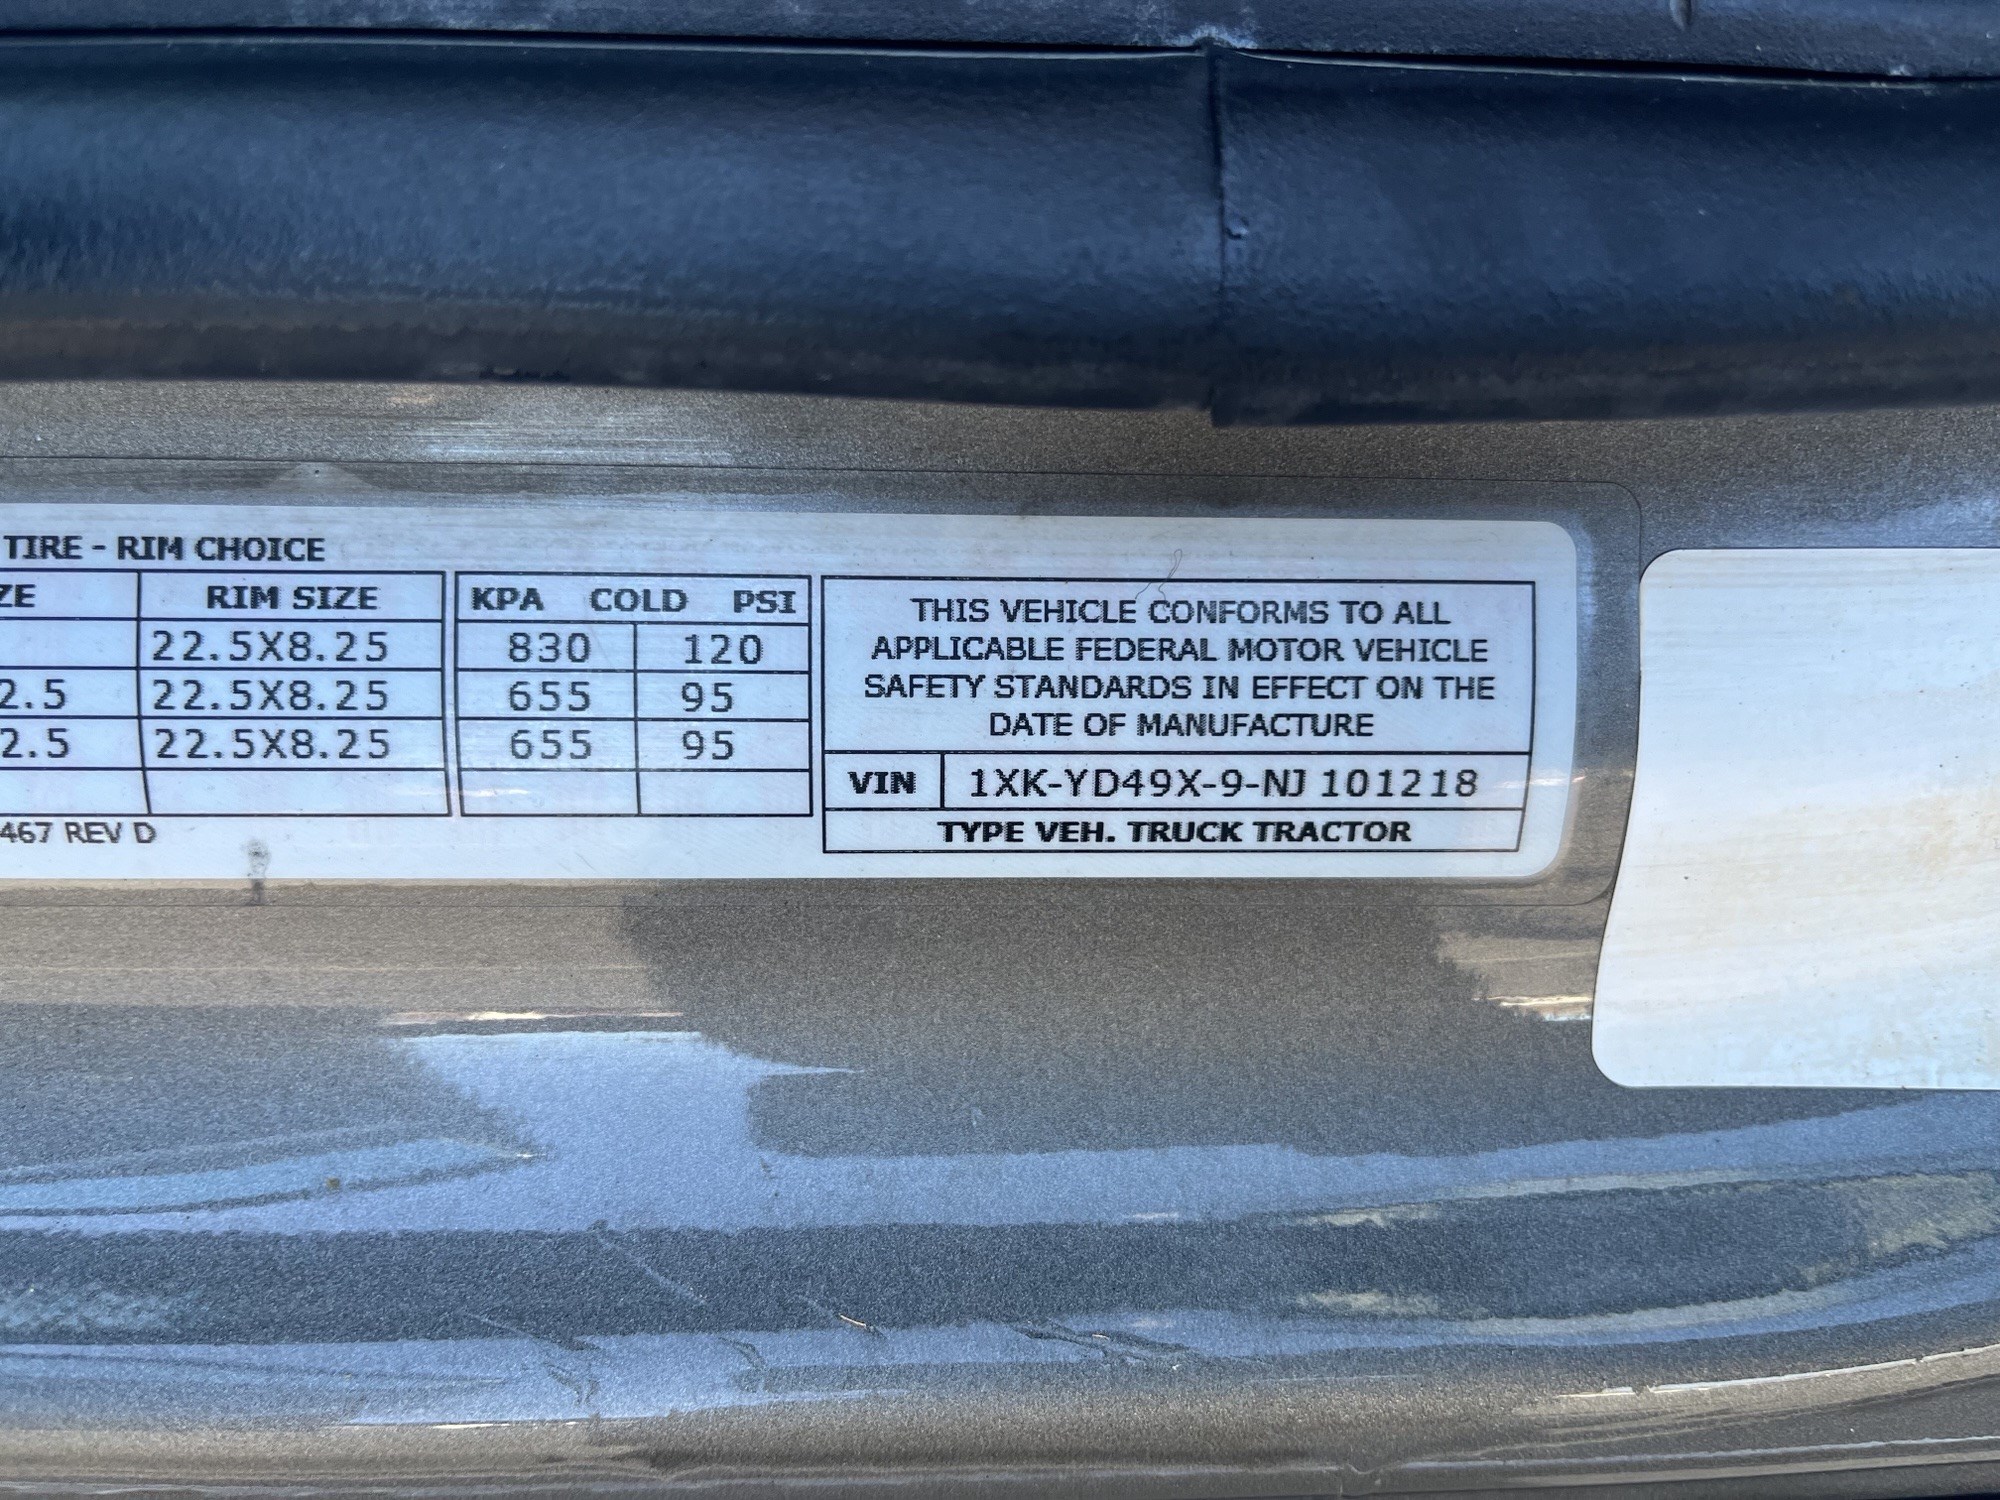 TIRE - RIM CHOICE
ZE RIM SIZE KPA COLD PSI
22.5X8.25 830 120
2.5 22.5X8.25 655 95
2.5 22.5X8.25 655 95
467 REV D
THIS VEHICLE CONFORMS TO ALL
APPLICABLE FEDERAL MOTOR VEHICLE
SAFETY STANDARDS IN EFFECT ON THE
DATE OF MANUFACTURE
VIN 1XK-YD49X-9-NJ 101218
TYPE VEH. TRUCK TRACTOR